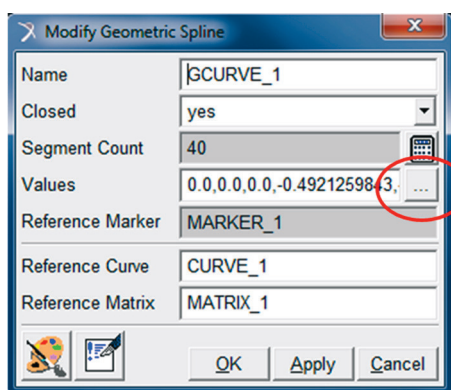 Modify Geometric Spline
Name GCURVE_1
Closed yes
Segment Count 40
Values 0.0,0.0,0.0,-0.4921259843, ...
Reference Marker MARKER_1
Reference Curve CURVE_1
Reference Matrix MATRIX_1
OK Apply Cancel